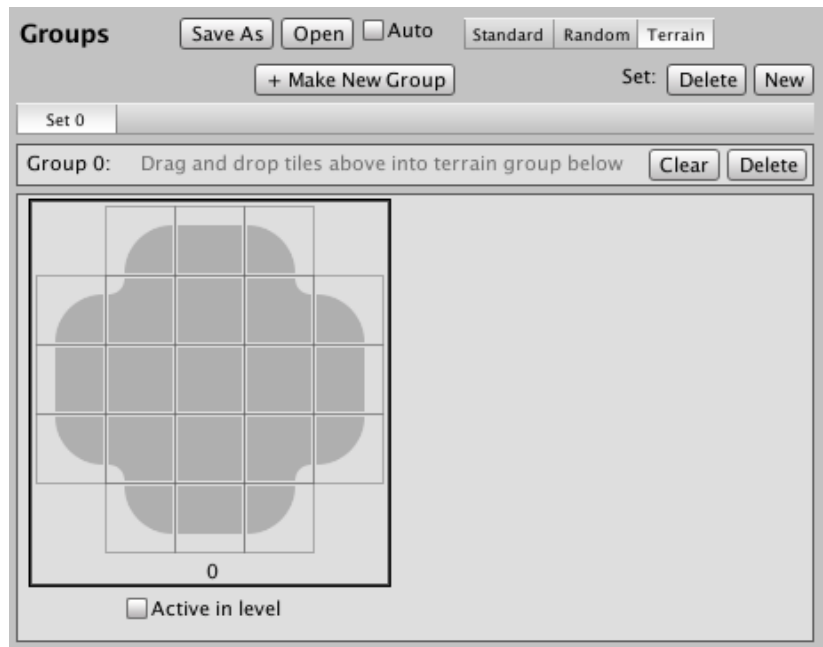 Groups Save As Open Auto Standard Random Terrain
+ Make New Group Set: Delete New
Set 0
Group 0: Drag and drop tiles above into terrain group below Clear Delete
0
Active in level